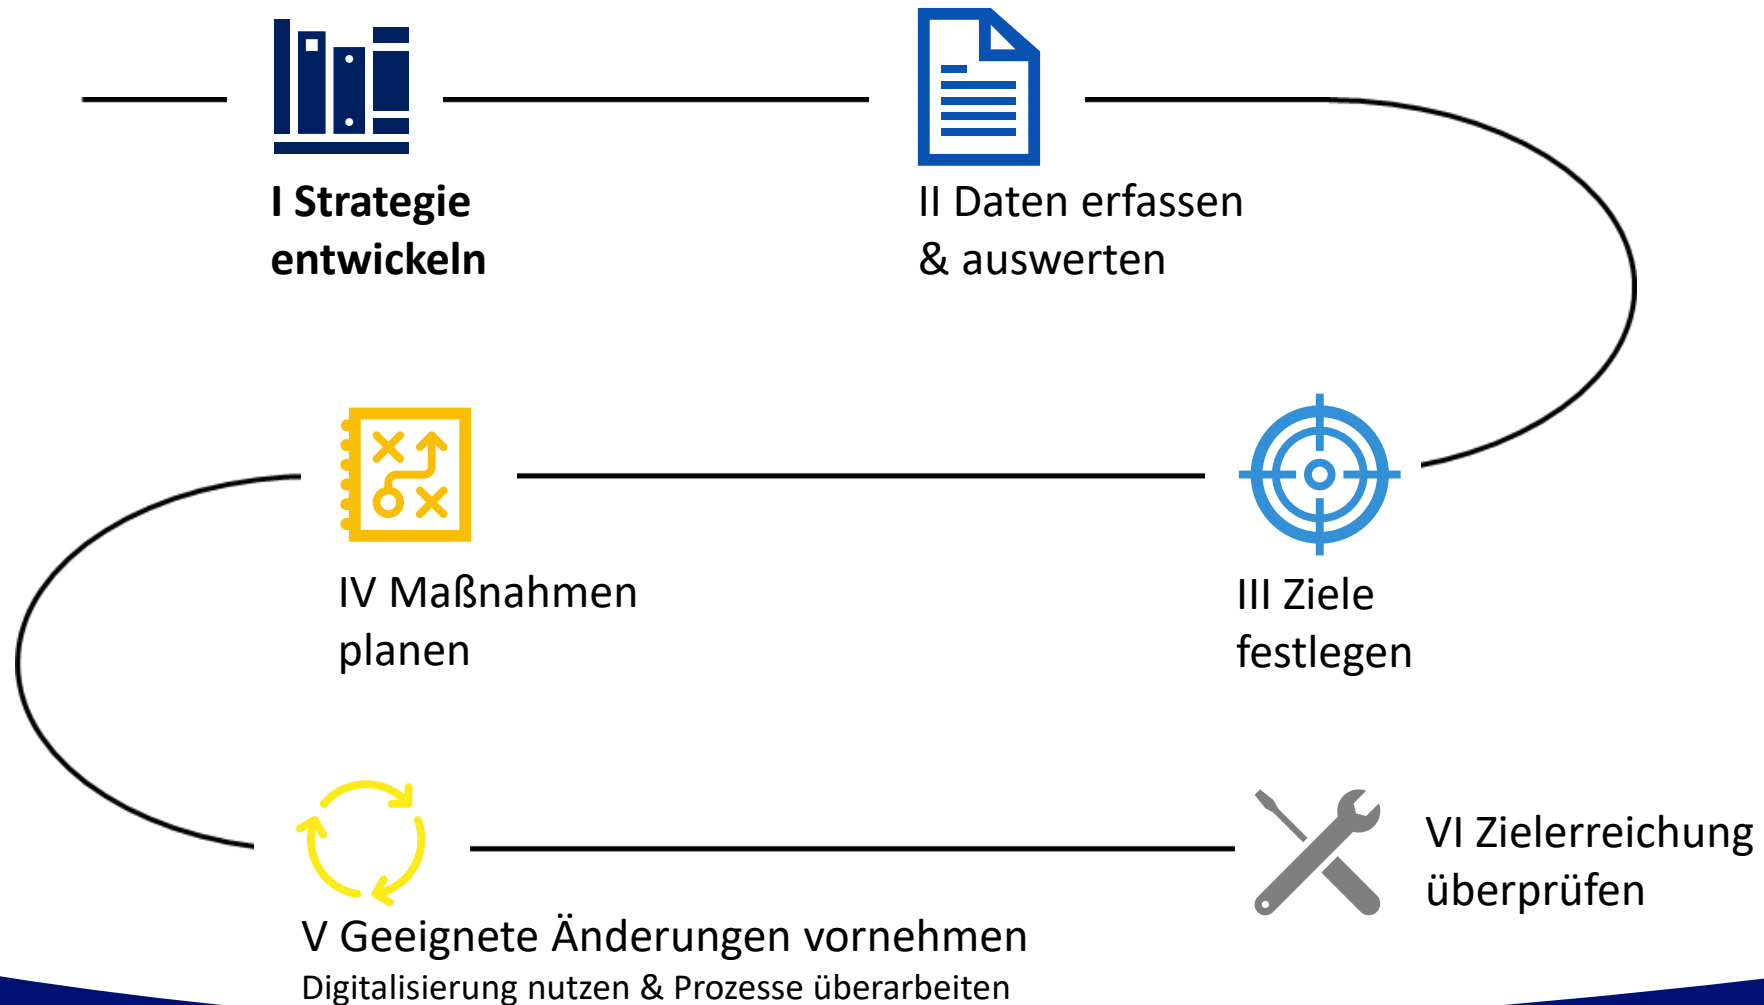 I Strategie
entwickeln
II Daten erfassen
& auswerten
III Ziele
festlegen
IV Maßnahmen
planen
V Geeignete Änderungen vornehmen
Digitalisierung nutzen & Prozesse überarbeiten
VI Zielerreichung
überprüfen